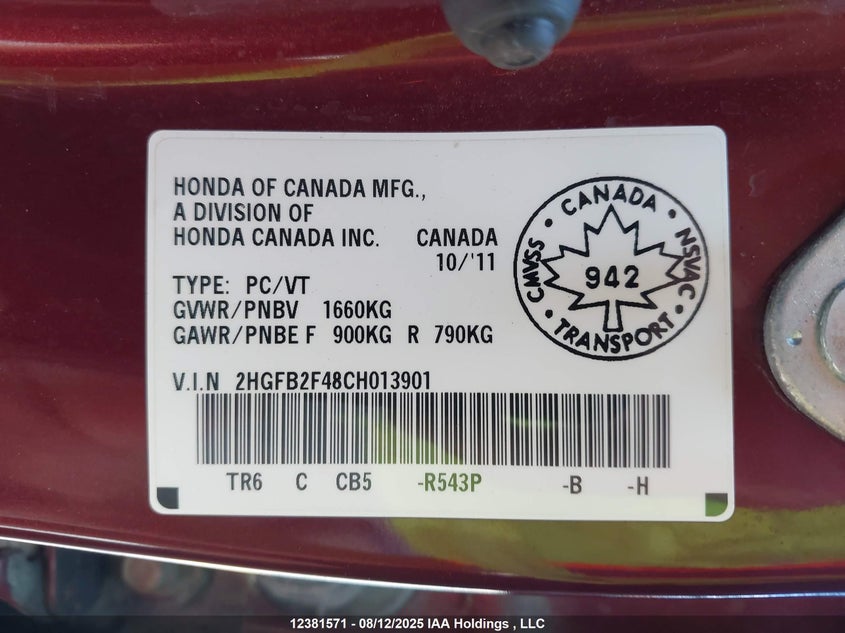 HONDA OF CANADA MFG.,
A DIVISION OF
HONDA CANADA INC. CANADA
10/'11
TYPE: PC/VT
GVWR/PNBV 1660KG
GAWR/PNBE F 900KG R 790KG
V.I.N 2HGFB2F48CH013901
TR6 C CB5 -R543P -B -H
CMVSS • CANADA • NSVAC • TRANSPORT •
942
12381571 - 08/12/2025 IAA Holdings , LLC